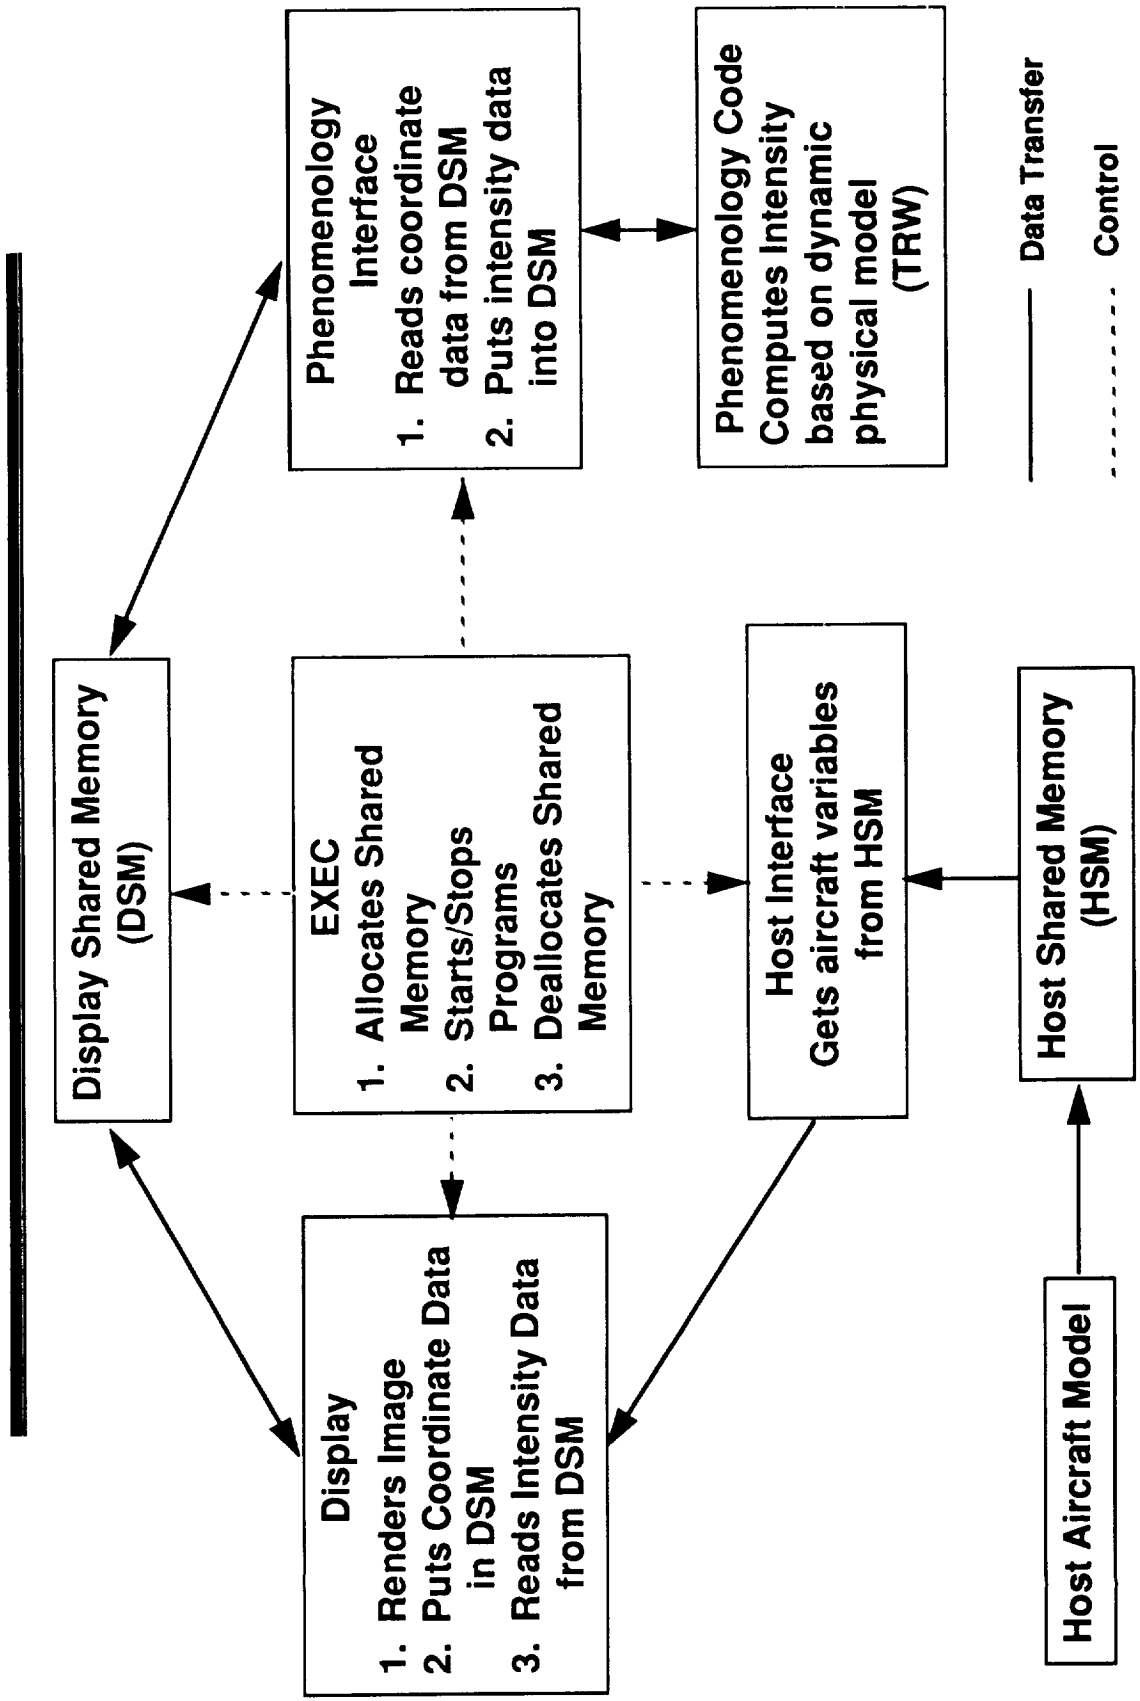 Display Shared Memory
(DSM)
Display
1. Renders Image
2. Puts Coordinate Data
in DSM
3. Reads Intensity Data
from DSM
EXEC
1. Allocates Shared
Memory
2. Starts/Stops
Programs
3. Deallocates Shared
Memory
Phenomenology
Interface
1. Reads coordinate
data from DSM
2. Puts intensity data
into DSM
Host Interface
Gets aircraft variables
from HSM
Phenomenology Code
Computes Intensity
based on dynamic
physical model
(TRW)
Host Aircraft Model
Host Shared Memory
(HSM)
Data Transfer
Control